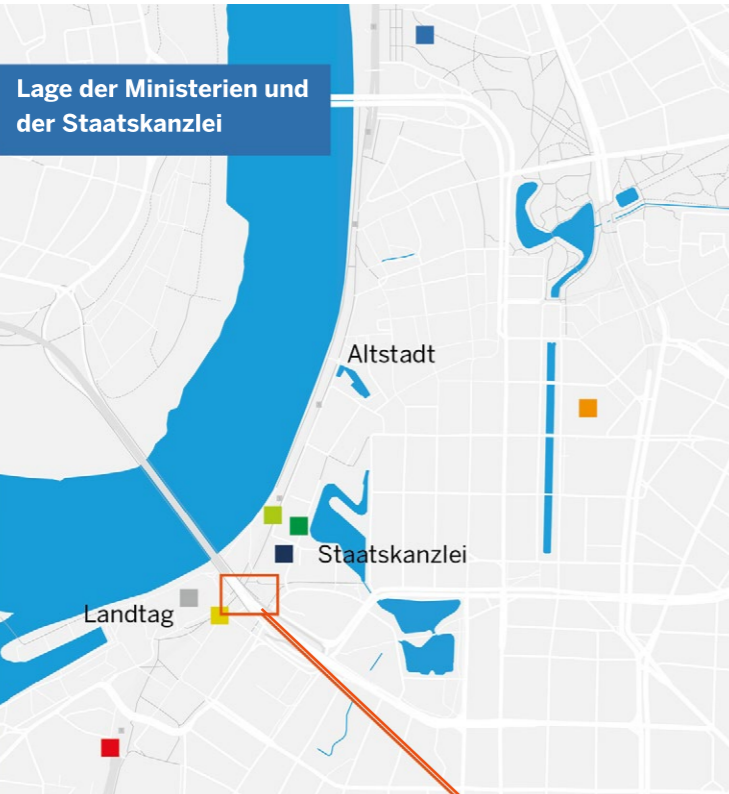 Lage der Ministerien und
der Staatskanzlei
Altstadt
Staatskanzlei
Landtag